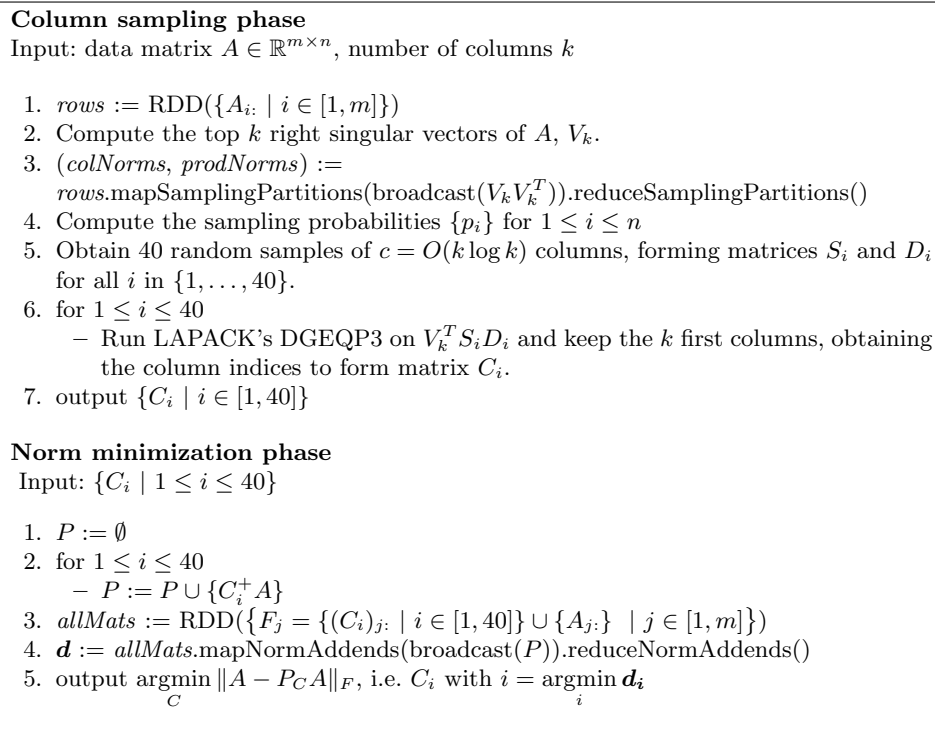 Column sampling phase
Input: data matrix A ∈ ℝ^{m×n}, number of columns k
1. rows := RDD({A_{i:} | i ∈ [1, m]})
2. Compute the top k right singular vectors of A, V_k.
3. (colNorms, prodNorms) :=
rows.mapSamplingPartitions(broadcast(V_k V_k^T)).reduceSamplingPartitions()
4. Compute the sampling probabilities {p_i} for 1 ≤ i ≤ n
5. Obtain 40 random samples of c = O(k log k) columns, forming matrices S_i and D_i
for all i in {1, . . . , 40}.
6. for 1 ≤ i ≤ 40
– Run LAPACK's DGEQP3 on V_k^T S_i D_i and keep the k first columns, obtaining
the column indices to form matrix C_i.
7. output {C_i | i ∈ [1, 40]}
Norm minimization phase
Input: {C_i | 1 ≤ i ≤ 40}
1. P := ∅
2. for 1 ≤ i ≤ 40
– P := P ∪ {C_i^+ A}
3. allMats := RDD({F_j = {(C_i)_{j:} | i ∈ [1, 40]} ∪ {A_{j:}} | j ∈ [1, m]})
4. d := allMats.mapNormAddends(broadcast(P)).reduceNormAddends()
5. output argmin_C ‖A − P_C A‖_F, i.e. C_i with i = argmin_i d_i